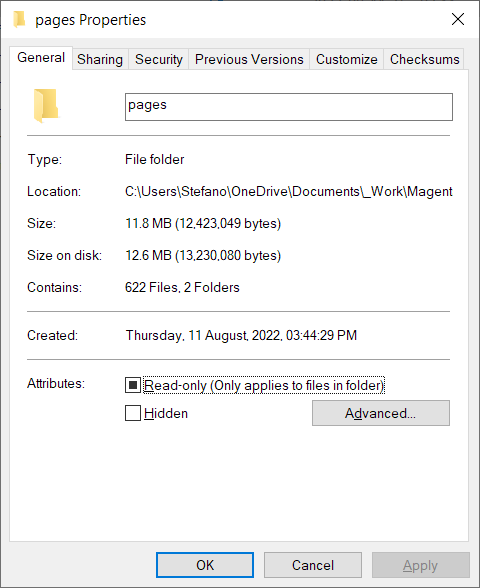 pages Properties
General Sharing Security Previous Versions Customize Checksums
pages
Type: File folder
Location: C:\Users\Stefano\OneDrive\Documents\_Work\Magent
Size: 11.8 MB (12,423,049 bytes)
Size on disk: 12.6 MB (13,230,080 bytes)
Contains: 622 Files, 2 Folders
Created: Thursday, 11 August, 2022, 03:44:29 PM
Attributes: Read-only (Only applies to files in folder)
Hidden Advanced...
OK Cancel Apply